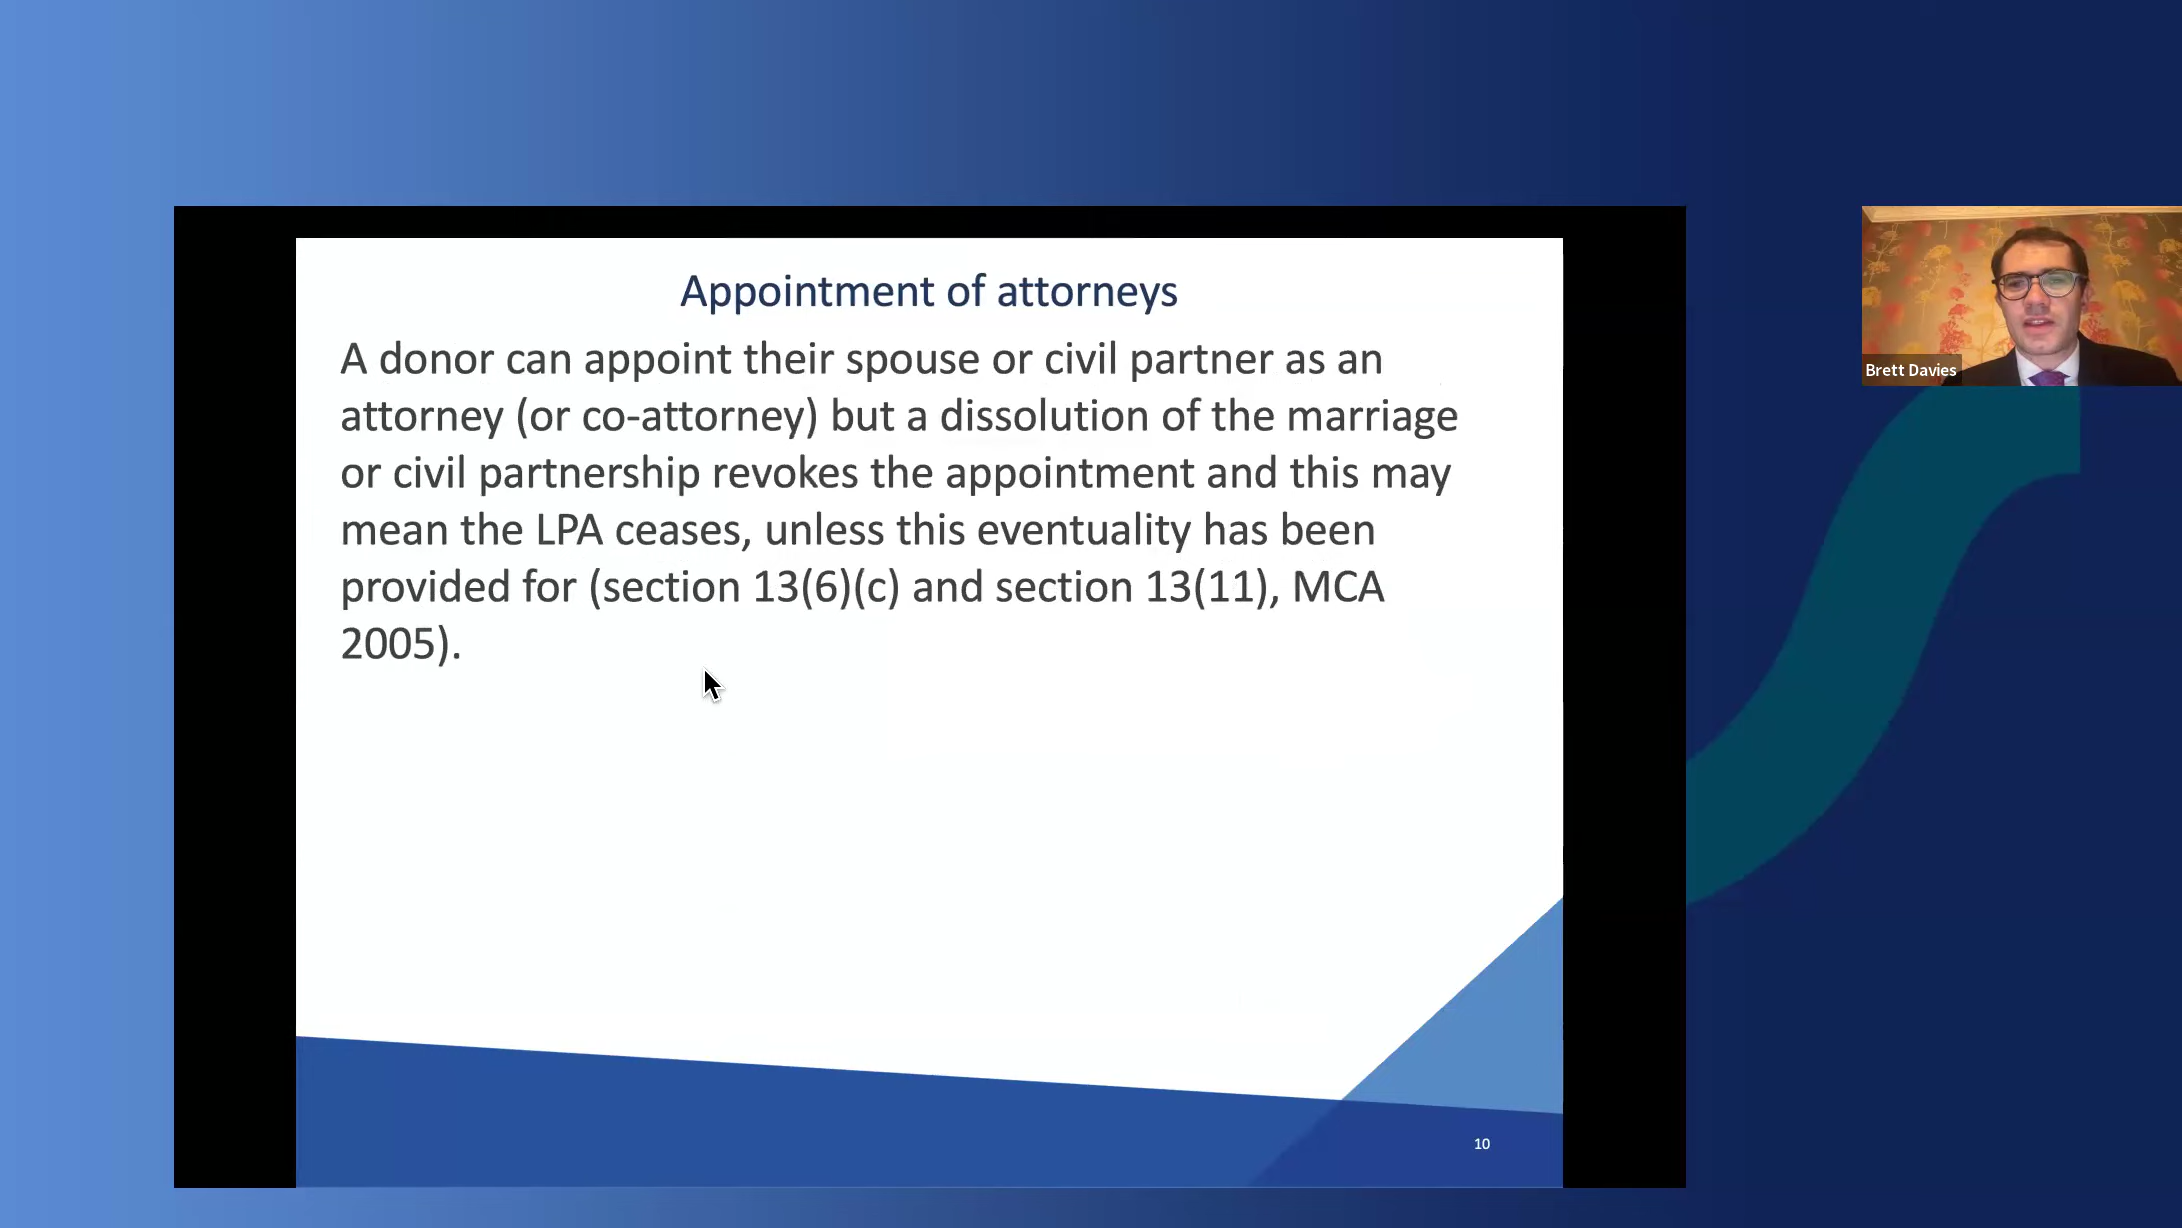 Appointment of attorneys
A donor can appoint their spouse or civil partner as an
attorney (or co-attorney) but a dissolution of the marriage
or civil partnership revokes the appointment and this may
mean the LPA ceases, unless this eventuality has been
provided for (section 13(6)(c) and section 13(11), MCA
2005).
10
Brett Davies